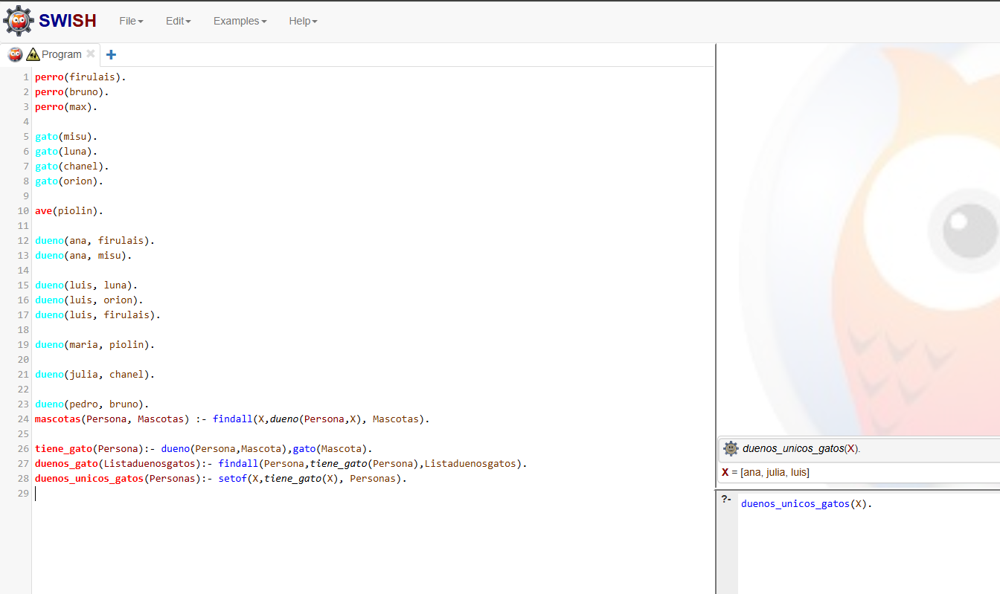 SWISH File Edit Examples Help
Program
1 perro(firulais).
2 perro(bruno).
3 perro(max).
4
5 gato(misu).
6 gato(luna).
7 gato(chanel).
8 gato(orion).
9
10 ave(piolin).
11
12 dueno(ana, firulais).
13 dueno(ana, misu).
14
15 dueno(luis, luna).
16 dueno(luis, orion).
17 dueno(luis, firulais).
18
19 dueno(maria, piolin).
20
21 dueno(julia, chanel).
22
23 dueno(pedro, bruno).
24 mascotas(Persona, Mascotas) :- findall(X,dueno(Persona,X), Mascotas).
25
26 tiene_gato(Persona):- dueno(Persona,Mascota),gato(Mascota).
27 duenos_gato(Listaduenosgatos):- findall(Persona,tiene_gato(Persona),Listaduenosgatos).
28 duenos_unicos_gatos(Personas):- setof(X,tiene_gato(X), Personas).
29
duenos_unicos_gatos(X).
X = [ana, julia, luis]
?- duenos_unicos_gatos(X).